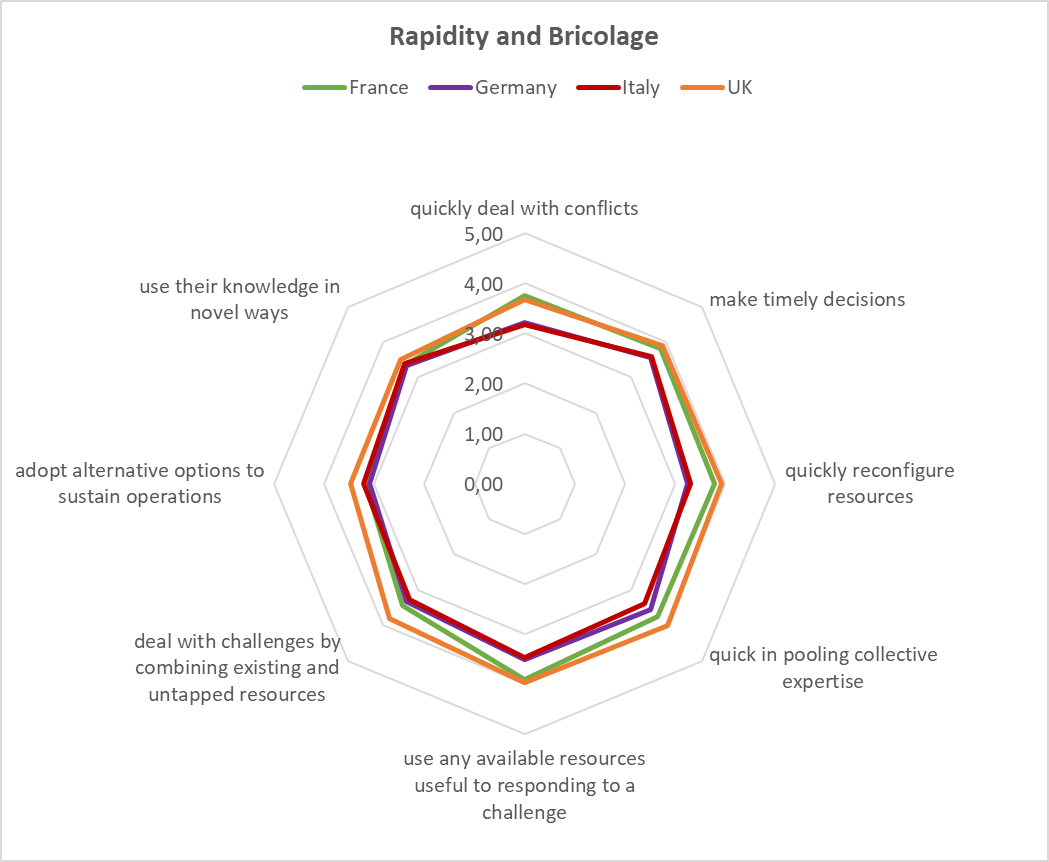 Rapidity and Bricolage
France Germany Italy UK
quickly deal with conflicts
5,00
use their knowledge in
novel ways
4,00
make timely decisions
3,00
2,00
1,00
adopt alternative options to
sustain operations
0,00
quickly reconfigure
resources
deal with challenges by
combining existing and
untapped resources
quick in pooling collective
expertise
use any available resources
useful to responding to a
challenge